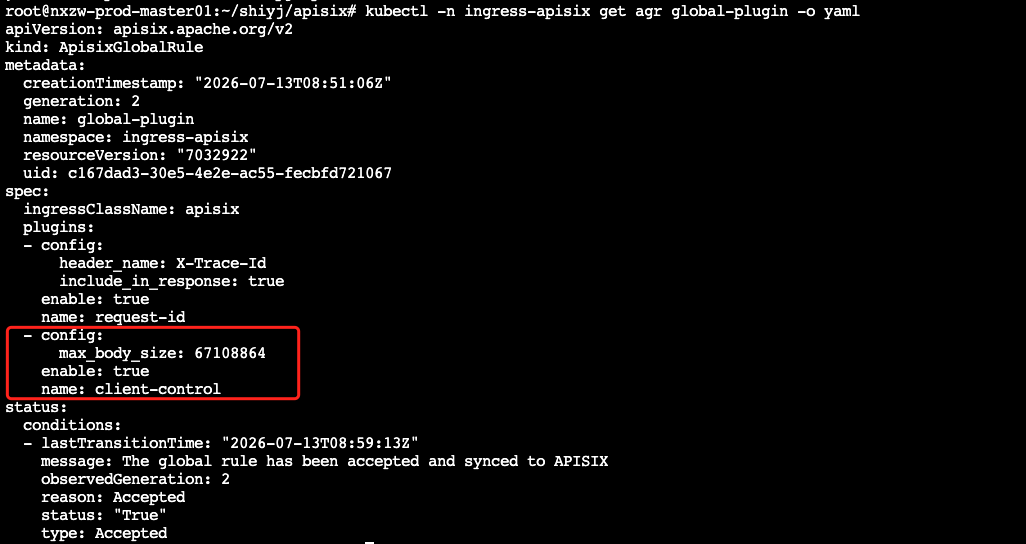 root@nxzw-prod-master01:~/shiyj/apisix# kubectl -n ingress-apisix get agr global-plugin -o yaml
apiVersion: apisix.apache.org/v2
kind: ApisixGlobalRule
metadata:
  creationTimestamp: "2026-07-13T08:51:06Z"
  generation: 2
  name: global-plugin
  namespace: ingress-apisix
  resourceVersion: "7032922"
  uid: c167dad3-30e5-4e2e-ac55-fecbfd721067
spec:
  ingressClassName: apisix
  plugins:
  - config:
      header_name: X-Trace-Id
      include_in_response: true
    enable: true
    name: request-id
  - config:
      max_body_size: 67108864
    enable: true
    name: client-control
status:
  conditions:
  - lastTransitionTime: "2026-07-13T08:59:13Z"
    message: The global rule has been accepted and synced to APISIX
    observedGeneration: 2
    reason: Accepted
    status: "True"
    type: Accepted